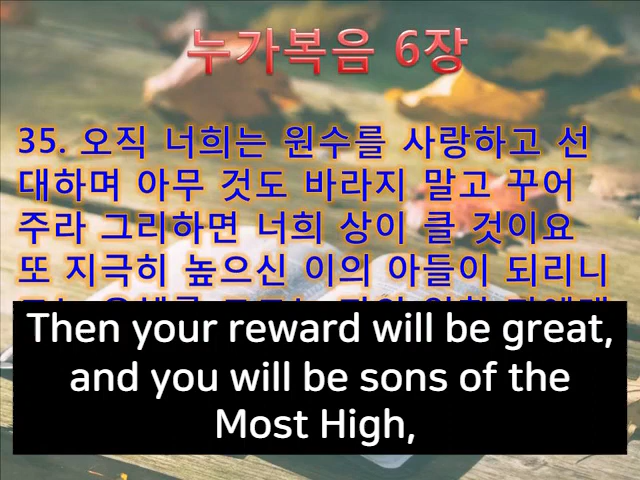 누가복음 6장
35. 오직 너희는 원수를 사랑하고 선
대하며 아무 것도 바라지 말고 꾸어
주라 그리하면 너희 상이 클 것이요
또 지극히 높으신 이의 아들이 되리니
Then your reward will be great,
and you will be sons of the
Most High,